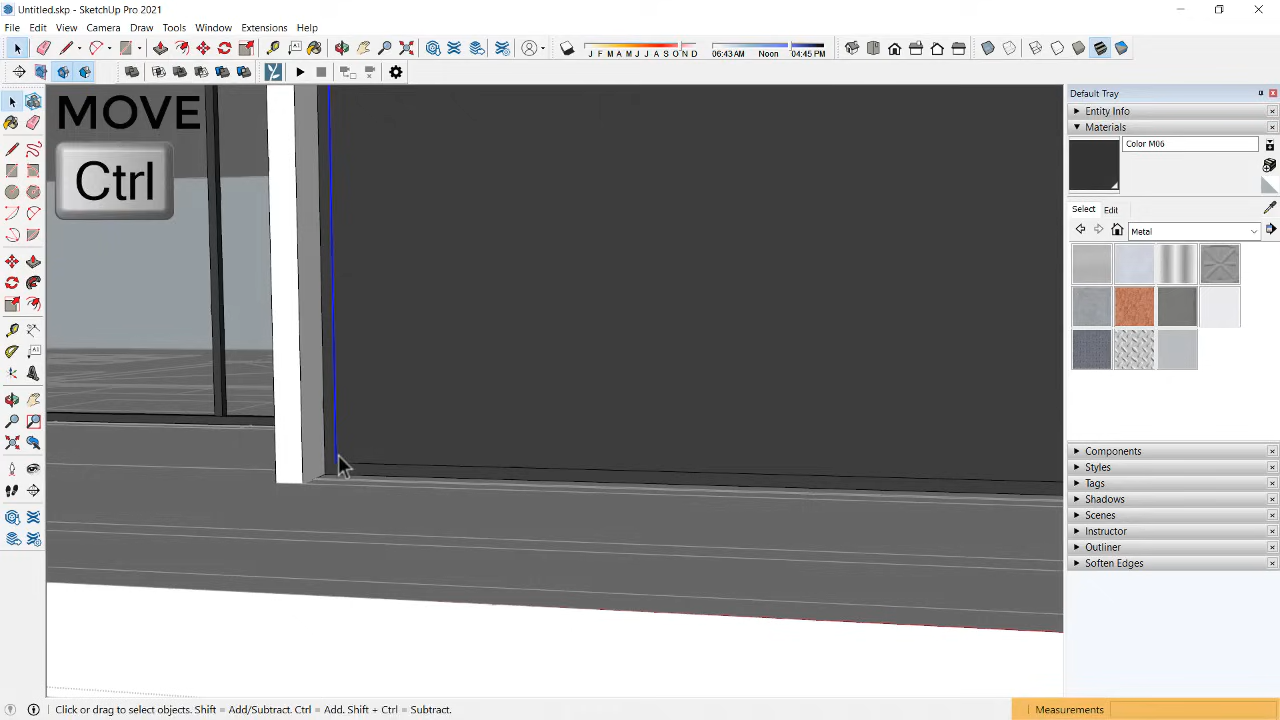 Untitled.skp - SketchUp Pro 2021
File Edit View Camera Draw Tools Window Extensions Help
J F M A M J J A S O N D
06:43 AM Noon 04:45 PM
MOVE
Ctrl
Default Tray
Entity Info
Materials
Color M06
Select Edit
Metal
Components
Styles
Tags
Shadows
Scenes
Instructor
Outliner
Soften Edges
Click or drag to select objects. Shift = Add/Subtract. Ctrl = Add. Shift + Ctrl = Subtract.
Measurements